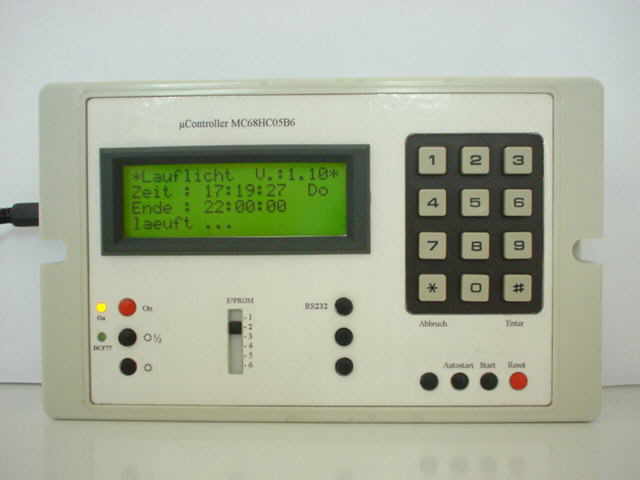 µController MC68HC05B6
*Lauflicht V.:1.10*
Zeit : 17:19:27 Do
Ende : 22:00:00
laeuft ...
1 2 3
4 5 6
7 8 9
* 0 #
Abbruch Enter
On On
½
DCF77
E²PROM
1
2
3
4
5
6
RS232
Autostart Start Reset